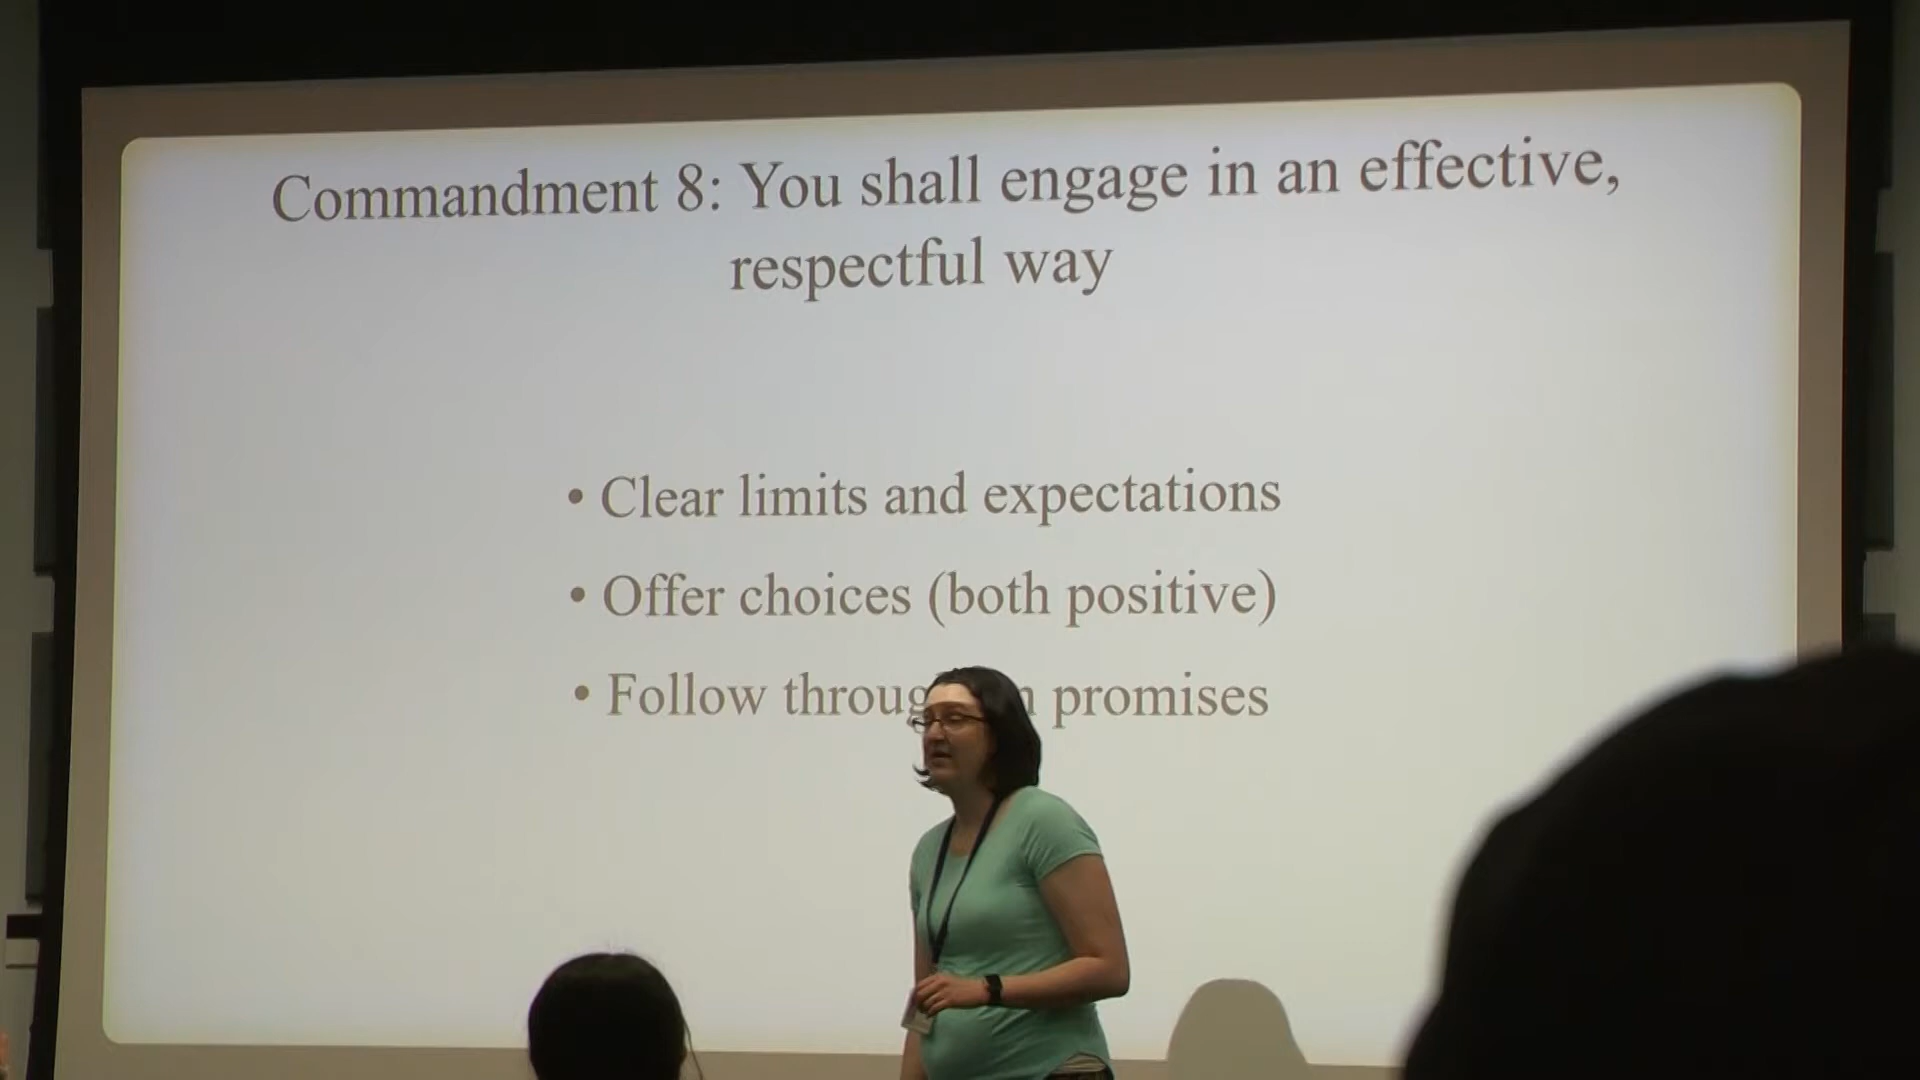 Commandment 8: You shall engage in an effective,
respectful way
• Clear limits and expectations
• Offer choices (both positive)
• Follow promises